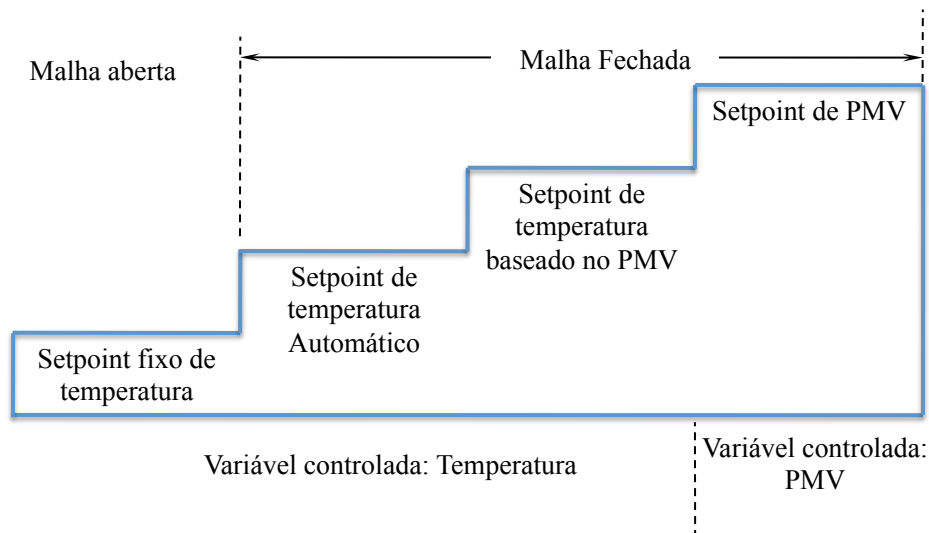 Malha aberta
Malha Fechada
Setpoint de PMV
Setpoint de
temperatura
baseado no PMV
Setpoint de
temperatura
Automático
Setpoint fixo de
temperatura
Variável controlada: Temperatura
Variável controlada:
PMV